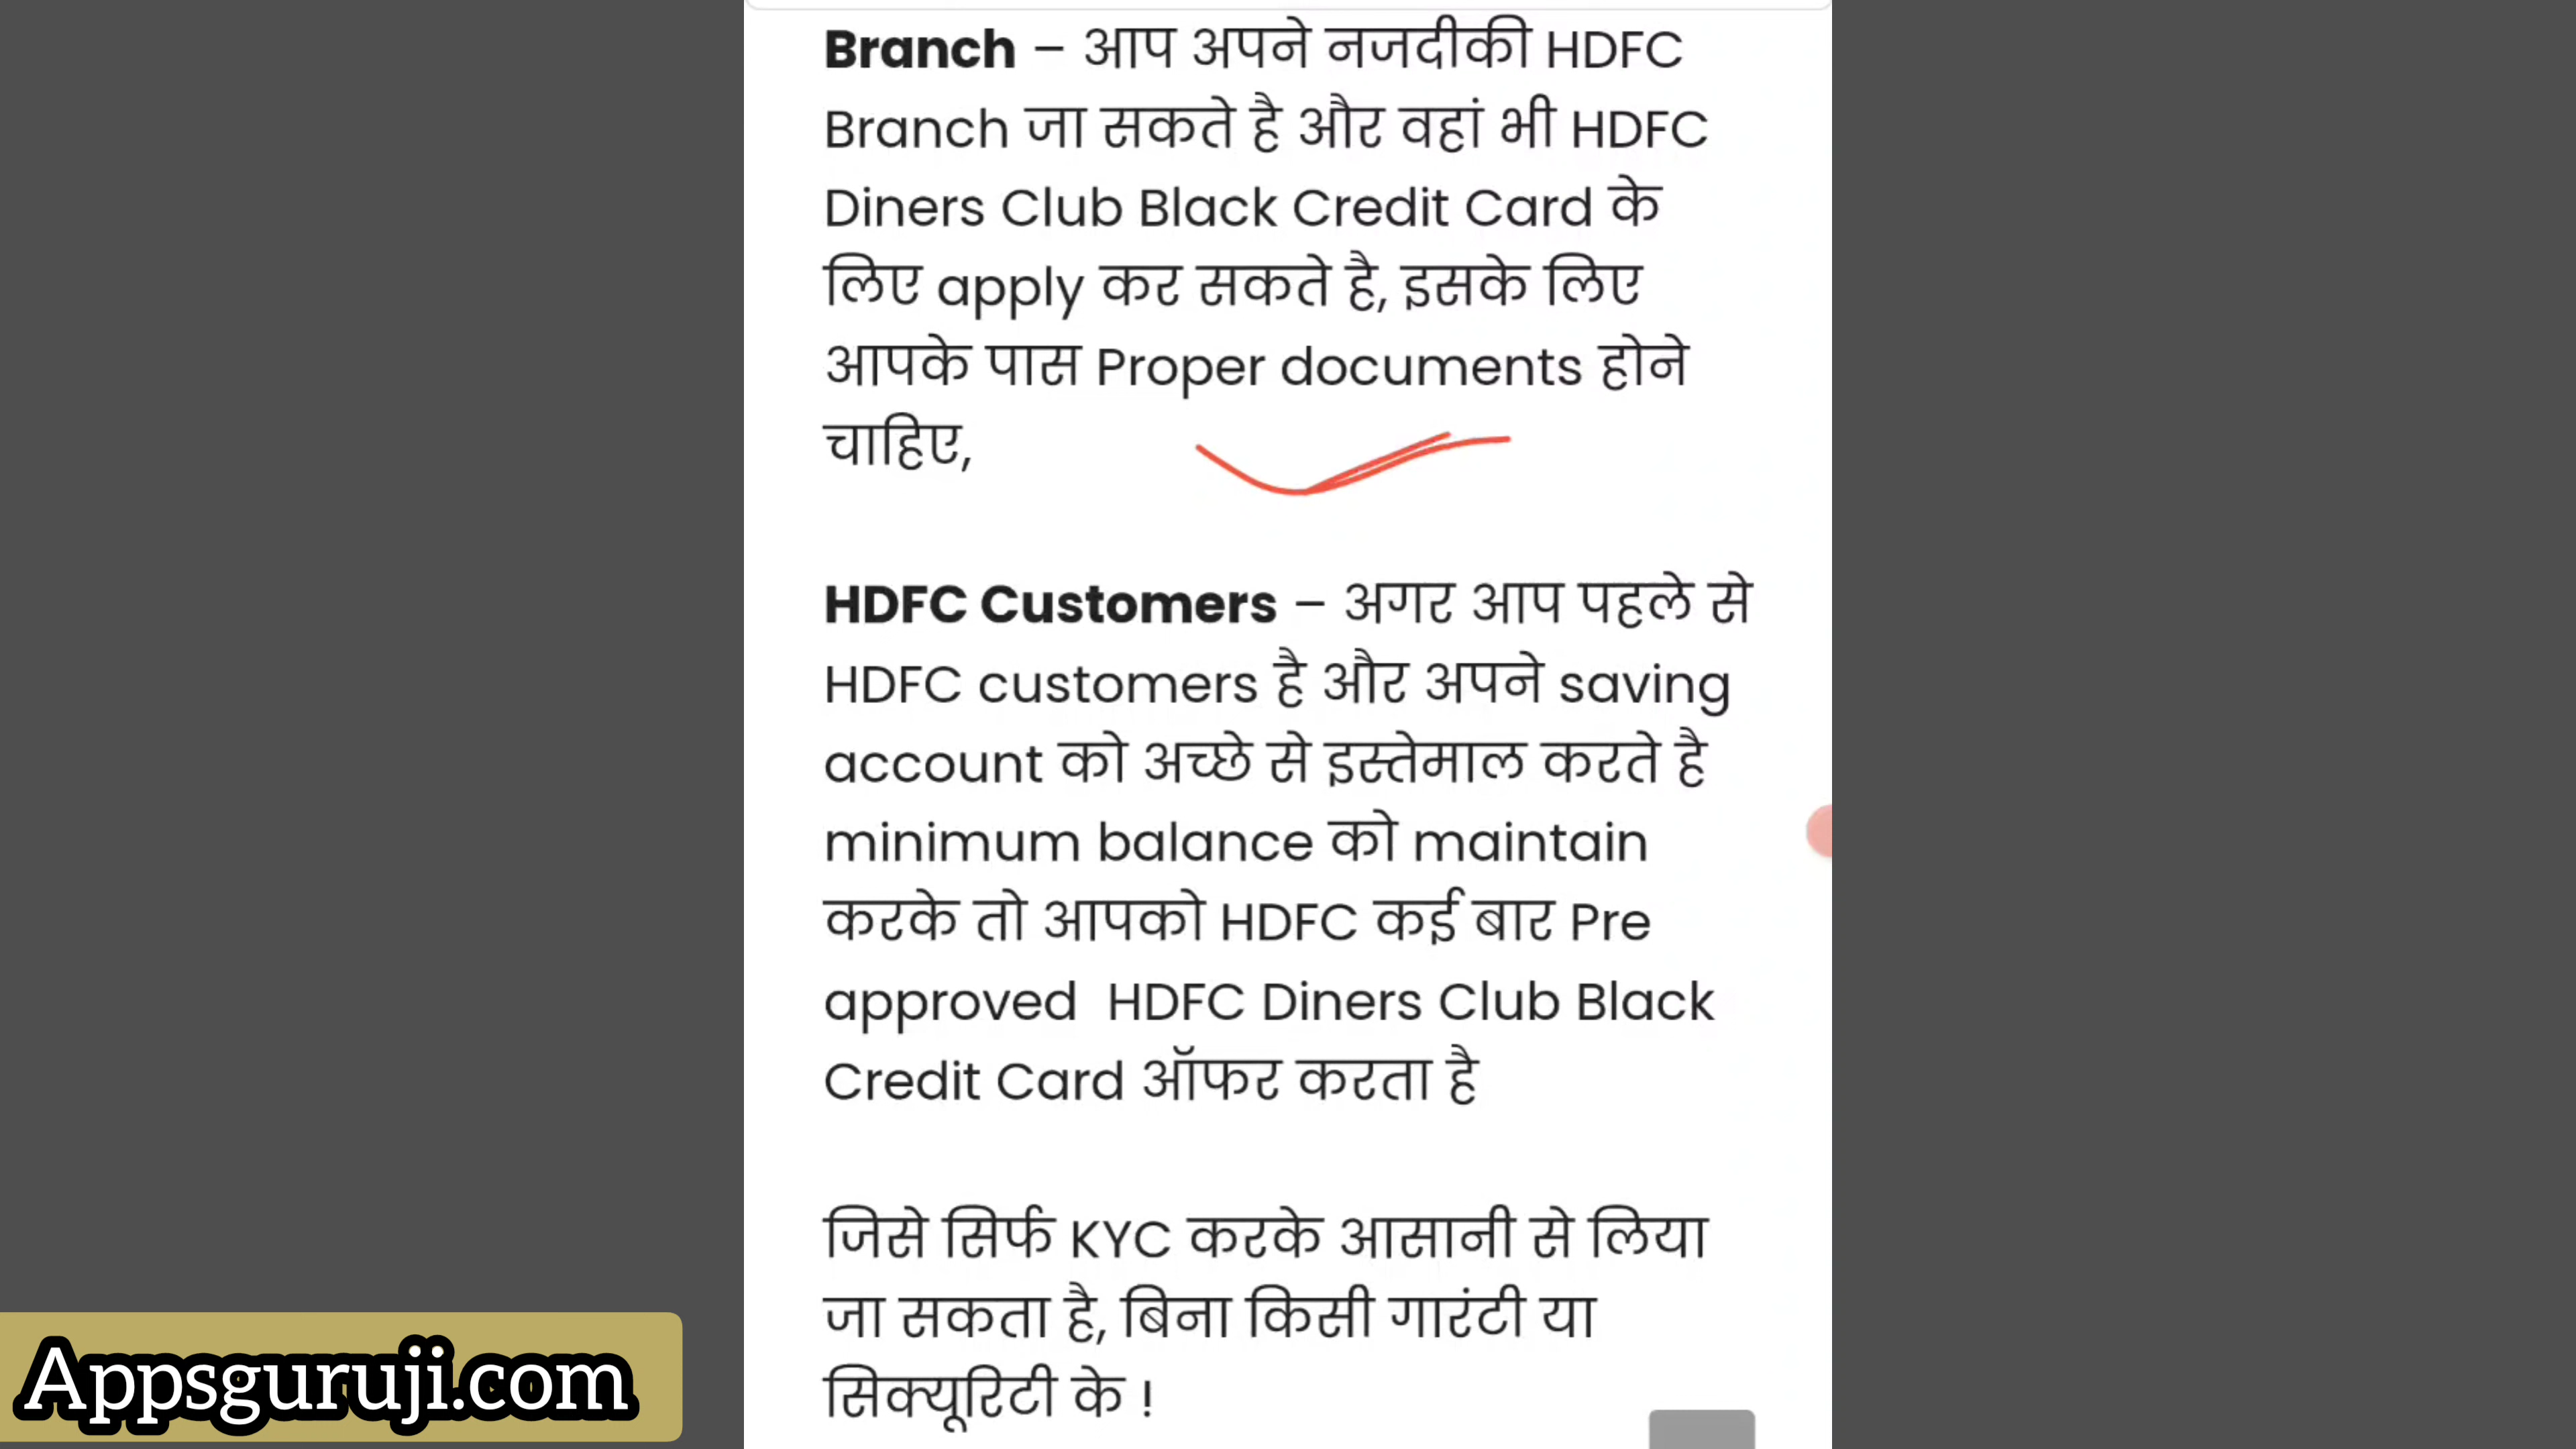 Branch – आप अपने नजदीकी HDFC
Branch जा सकते है और वहां भी HDFC
Diners Club Black Credit Card के
लिए apply कर सकते है, इसके लिए
आपके पास Proper documents होने
चाहिए,
HDFC Customers – अगर आप पहले से
HDFC customers है और अपने saving
account को अच्छे से इस्तेमाल करते है
minimum balance को maintain
करके तो आपको HDFC कई बार Pre
approved  HDFC Diners Club Black
Credit Card ऑफर करता है
जिसे सिर्फ KYC करके आसानी से लिया
जा सकता है, बिना किसी गारंटी या
सिक्यूरिटी के !
Appsguruji.com